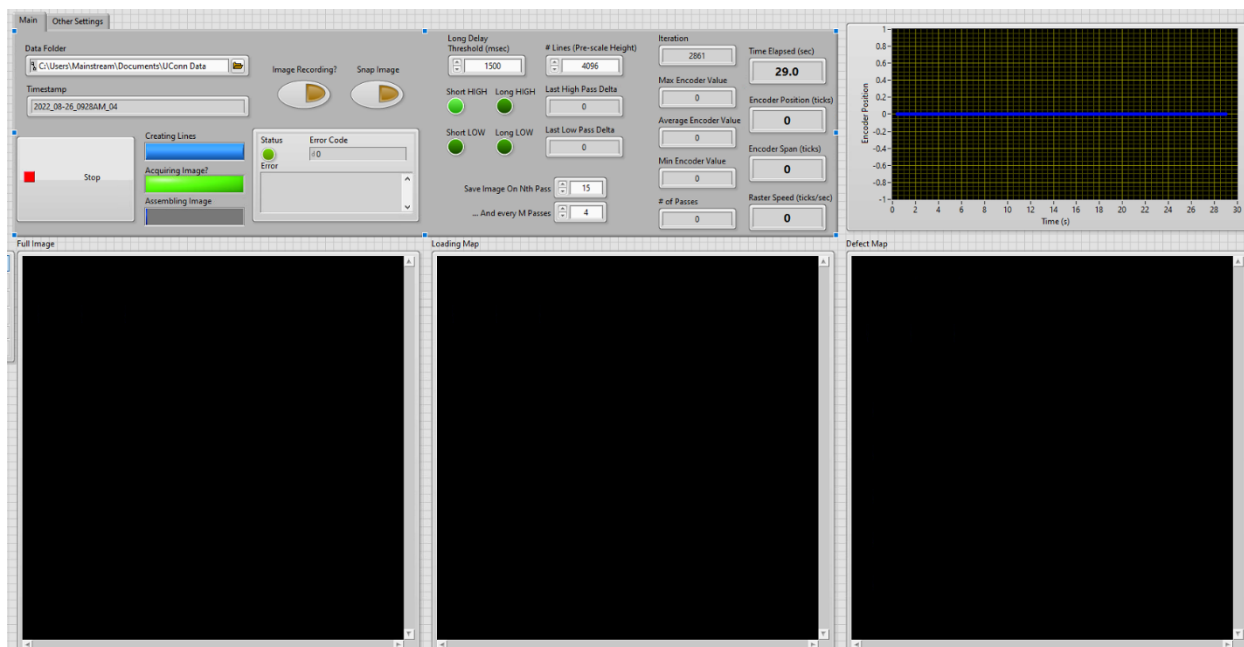 Main
Other Settings
Data Folder
C:\Users\Mainstream\Documents\UConn Data
Timestamp
2022_08-26_0928AM_04
Image Recording?
Snap Image
Stop
Creating Lines
Acquiring Image?
Assembling Image
Status
Error Code
0
Error
Long Delay
Threshold (msec)
1500
# Lines (Pre-scale Height)
4096
Short HIGH
Long HIGH
Last High Pass Delta
0
Short LOW
Long LOW
Last Low Pass Delta
0
Save Image On Nth Pass
15
... And every M Passes
4
Iteration
2861
Max Encoder Value
0
Average Encoder Value
0
Min Encoder Value
0
# of Passes
0
Time Elapsed (sec)
29.0
Encoder Position (ticks)
0
Encoder Span (ticks)
0
Raster Speed (ticks/sec)
0
Encoder Position
1
0.8
0.6
0.4
0.2
0
-0.2
-0.4
-0.6
-0.8
-1
0 2 4 6 8 10 12 14 16 18 20 22 24 26 28 30
Time (s)
Full Image
Loading Map
Defect Map